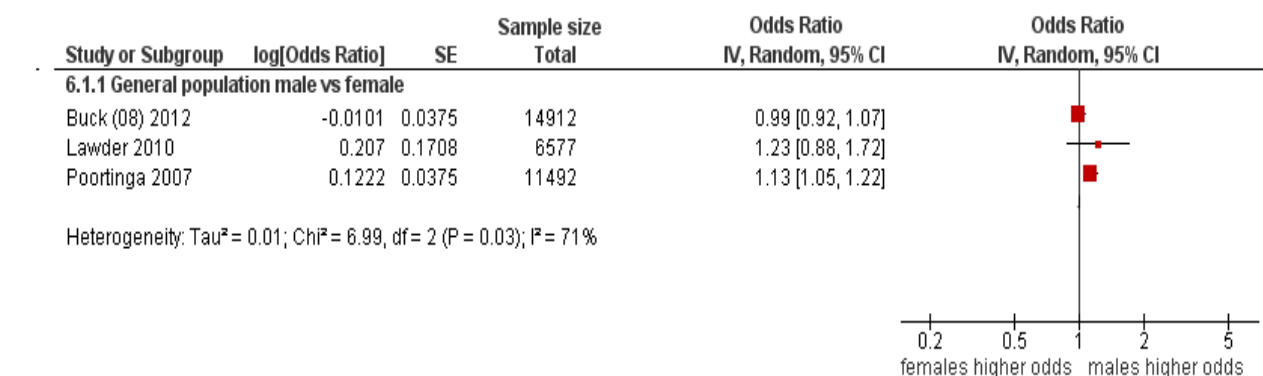 Sample size Odds Ratio Odds Ratio
Study or Subgroup log[Odds Ratio] SE Total IV, Random, 95% CI IV, Random, 95% CI
6.1.1 General population male vs female
Buck (08) 2012 -0.0101 0.0375 14912 0.99 [0.92, 1.07]
Lawder 2010 0.207 0.1708 6577 1.23 [0.88, 1.72]
Poortinga 2007 0.1222 0.0375 11492 1.13 [1.05, 1.22]
Heterogeneity: Tau² = 0.01; Chi² = 6.99, df = 2 (P = 0.03); I² = 71%
0.2 0.5 1 2 5
females higher odds males higher odds